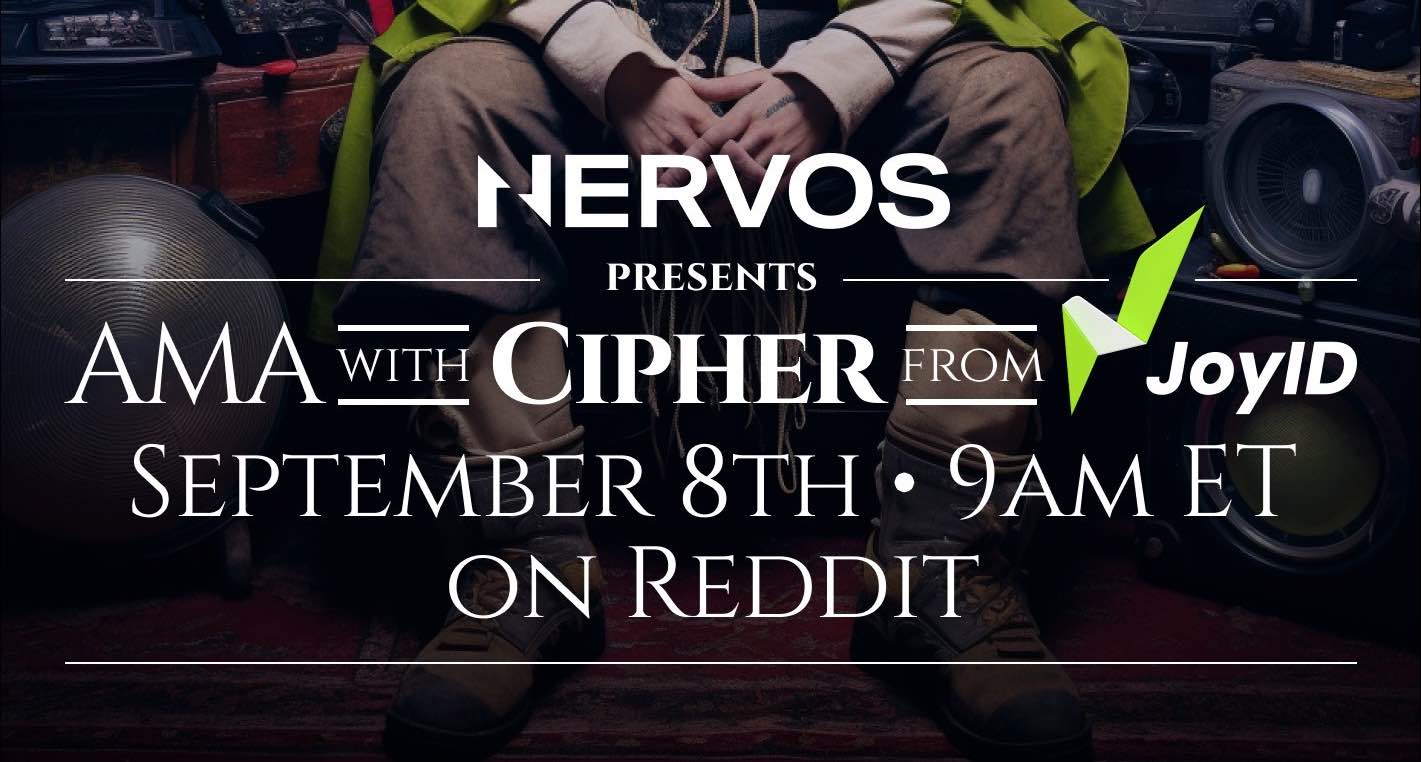 NERVOS
PRESENTS
AMA WITH CIPHER FROM JoyID
SEPTEMBER 8TH • 9AM ET
ON REDDIT